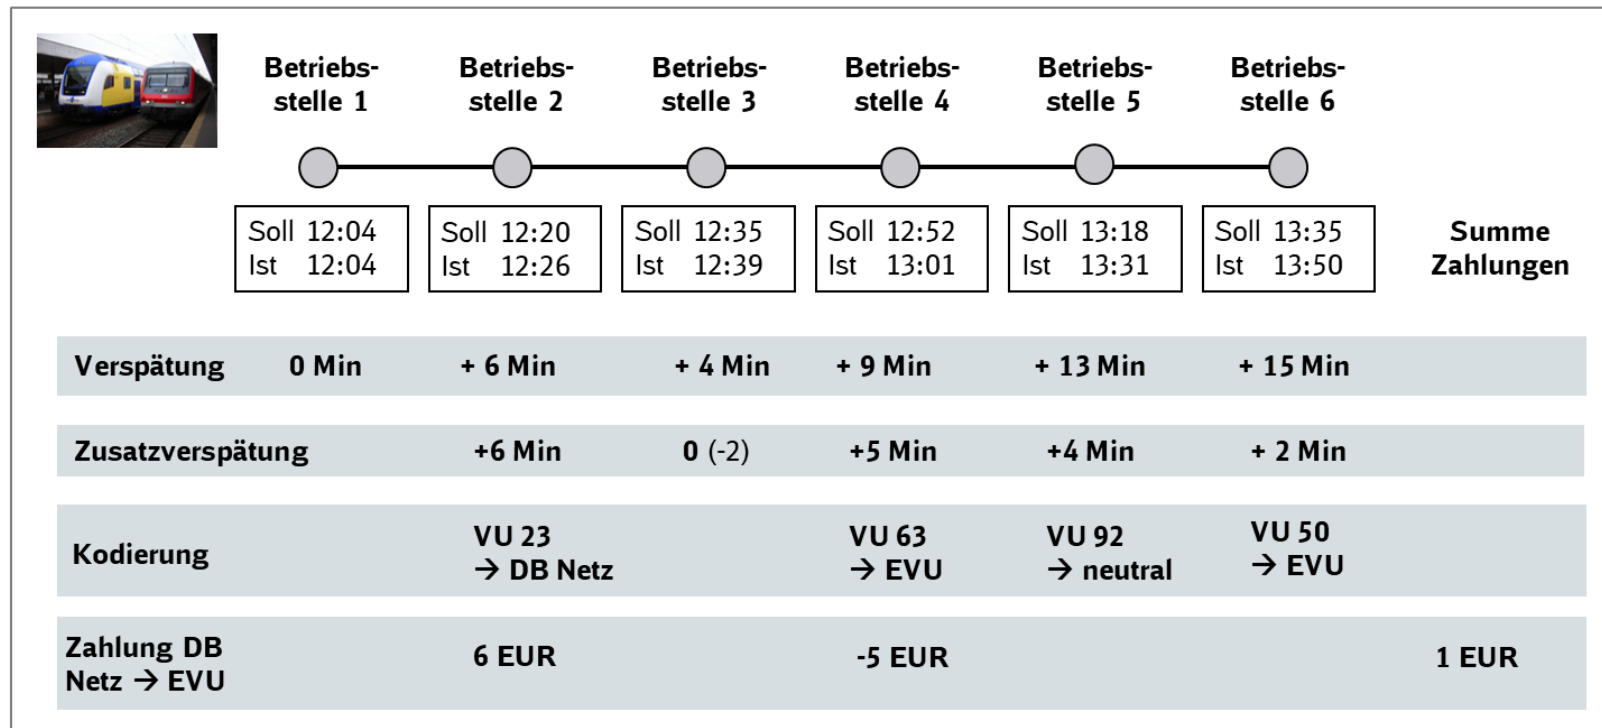 Betriebs-
stelle 1
Betriebs-
stelle 2
Betriebs-
stelle 3
Betriebs-
stelle 4
Betriebs-
stelle 5
Betriebs-
stelle 6
Soll 12:04
Ist 12:04
Soll 12:20
Ist 12:26
Soll 12:35
Ist 12:39
Soll 12:52
Ist 13:01
Soll 13:18
Ist 13:31
Soll 13:35
Ist 13:50
Summe
Zahlungen
Verspätung 0 Min + 6 Min + 4 Min + 9 Min + 13 Min + 15 Min
Zusatzverspätung +6 Min 0 (-2) +5 Min +4 Min + 2 Min
Kodierung
VU 23
→ DB Netz
VU 63
→ EVU
VU 92
→ neutral
VU 50
→ EVU
Zahlung DB
Netz → EVU
6 EUR -5 EUR 1 EUR